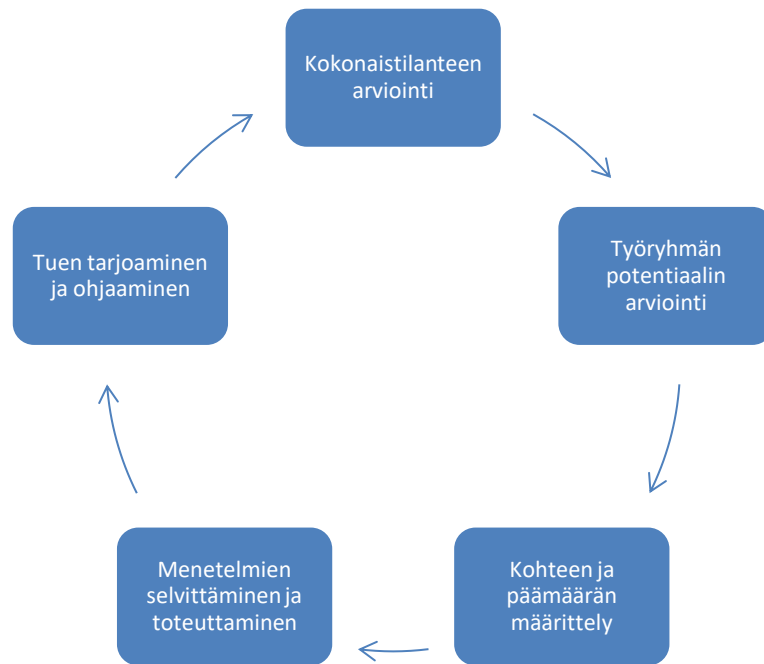 Kokonaistilanteen
arviointi
Työryhmän
potentiaalin
arviointi
Kohteen ja
päämäärän
määrittely
Menetelmien
selvittäminen ja
toteuttaminen
Tuen tarjoaminen
ja ohjaaminen